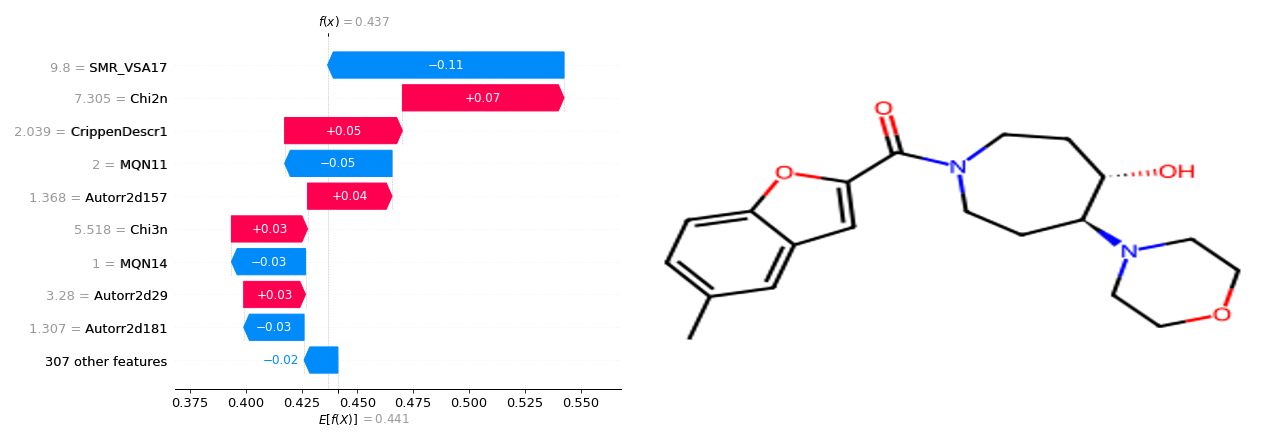 f(x) = 0.437
9.8 = SMR_VSA17
−0.11
7.305 = Chi2n
+0.07
2.039 = CrippenDescr1
+0.05
2 = MQN11
−0.05
1.368 = Autorr2d157
+0.04
5.518 = Chi3n
+0.03
1 = MQN14
−0.03
3.28 = Autorr2d29
+0.03
1.307 = Autorr2d181
−0.03
307 other features
−0.02
0.375 0.400 0.425 0.450 0.475 0.500 0.525 0.550
E[f(X)] = 0.441
O
O
N
OH
N
O